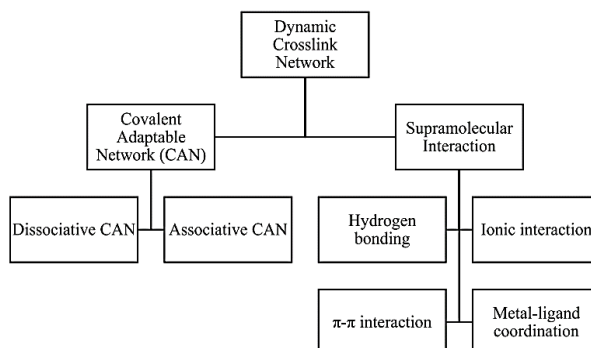 Dynamic
Crosslink
Network
Covalent
Adaptable
Network (CAN)
Supramolecular
Interaction
Dissociative CAN
Associative CAN
Hydrogen
bonding
Ionic interaction
π-π interaction
Metal-ligand
coordination